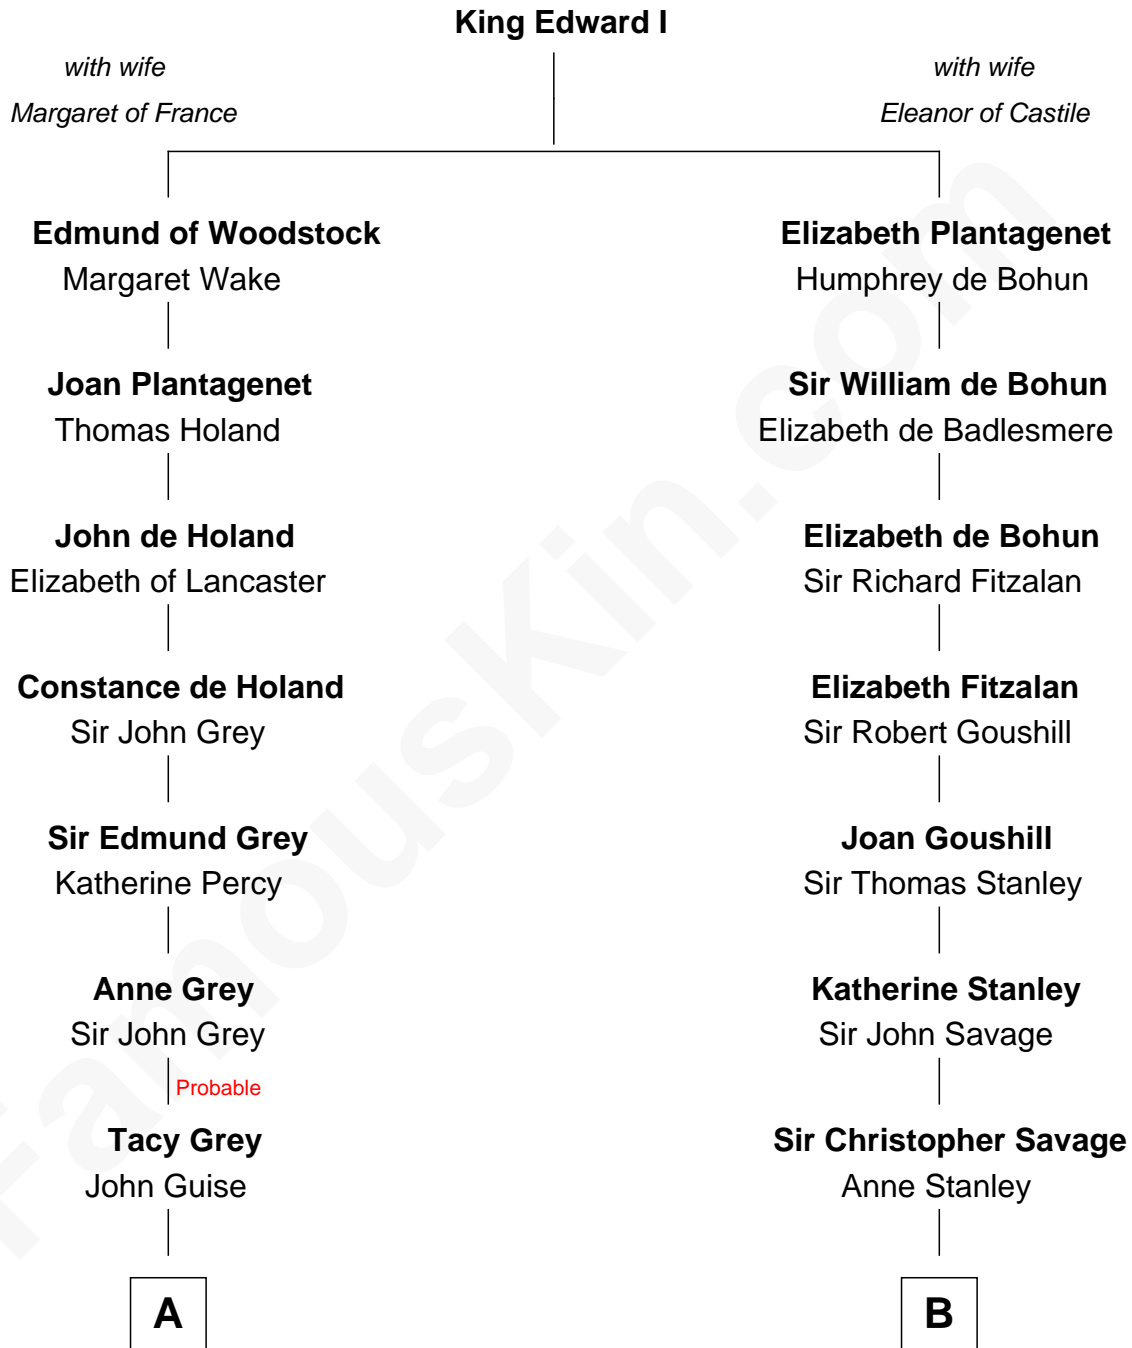 King Edward I
with wife
Margaret of France
with wife
Eleanor of Castile
Edmund of Woodstock
Margaret Wake
Joan Plantagenet
Thomas Holand
John de Holand
Elizabeth of Lancaster
Constance de Holand
Sir John Grey
Sir Edmund Grey
Katherine Percy
Anne Grey
Sir John Grey
Probable
Tacy Grey
John Guise
A
Elizabeth Plantagenet
Humphrey de Bohun
Sir William de Bohun
Elizabeth de Badlesmere
Elizabeth de Bohun
Sir Richard Fitzalan
Elizabeth Fitzalan
Sir Robert Goushill
Joan Goushill
Sir Thomas Stanley
Katherine Stanley
Sir John Savage
Sir Christopher Savage
Anne Stanley
B
FamousKin.com